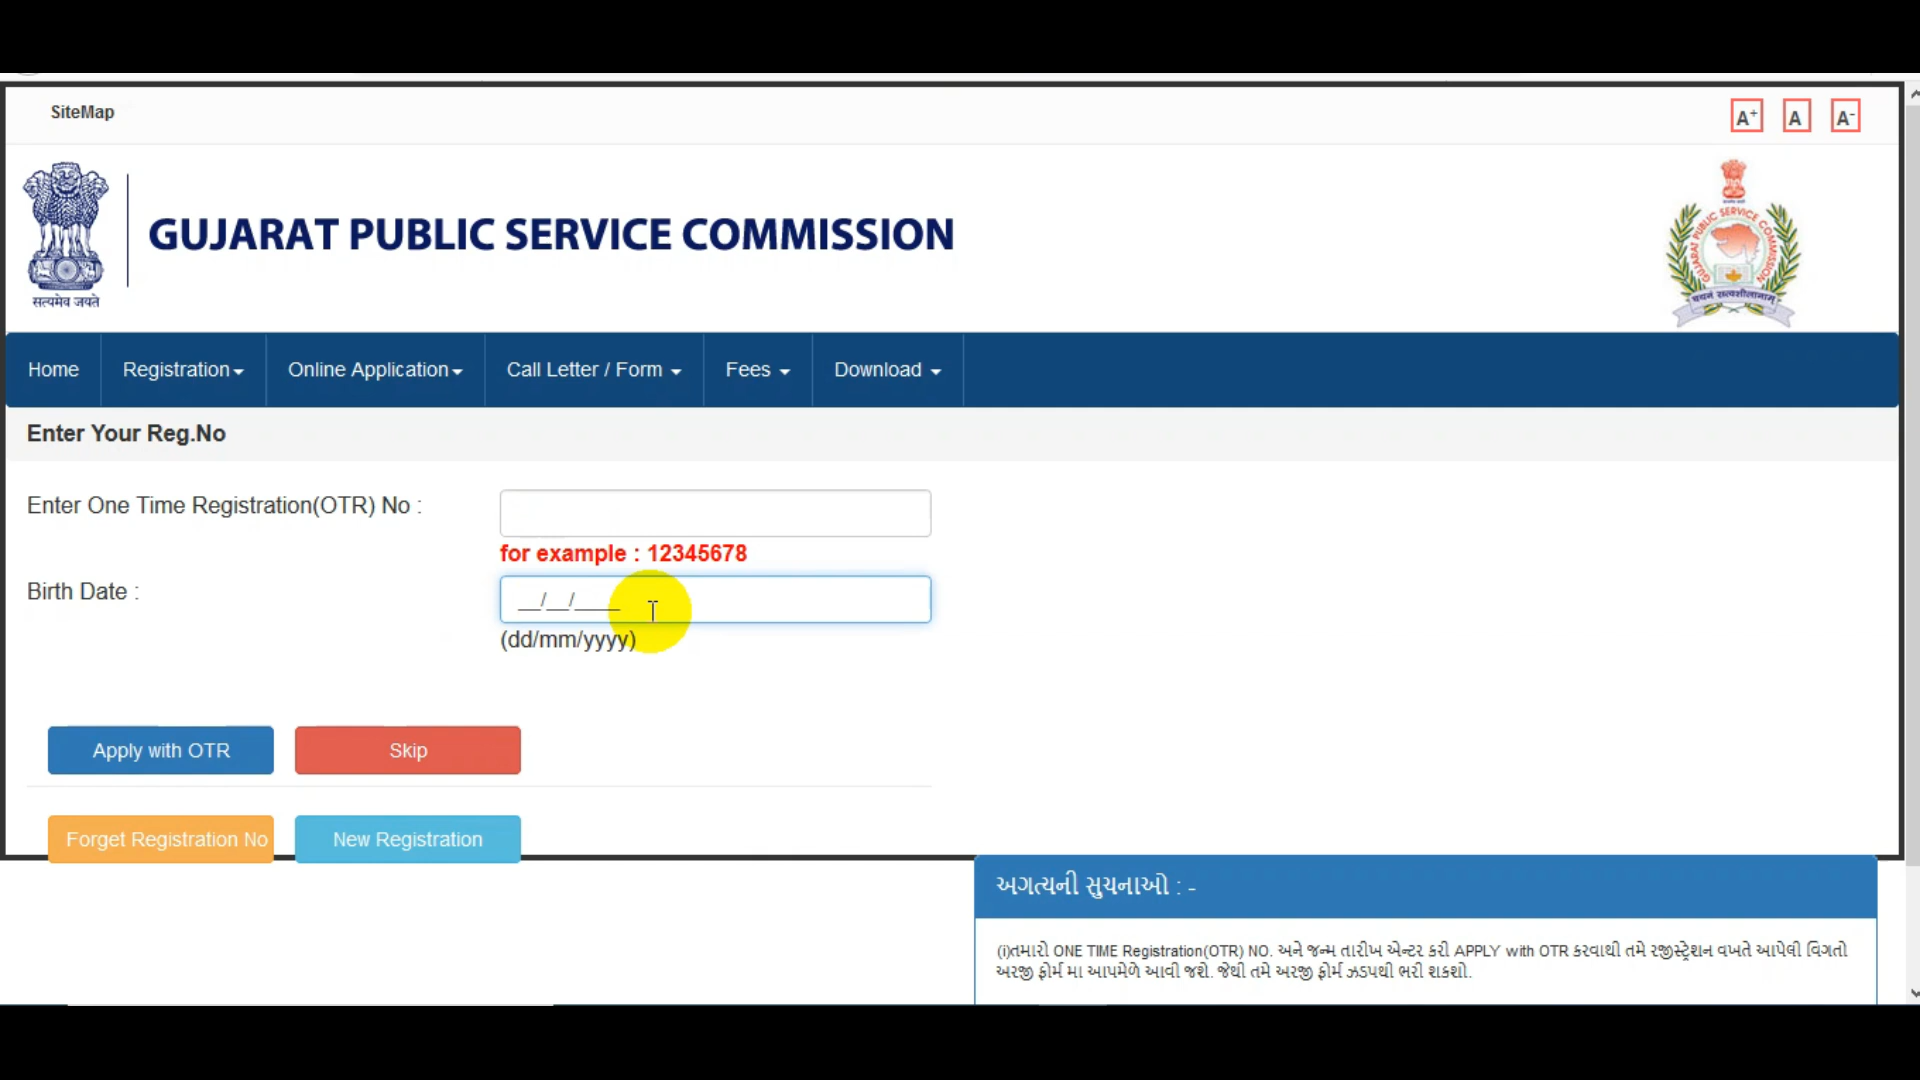 SiteMap
A+ A A-
सत्यमेव जयते
GUJARAT PUBLIC SERVICE COMMISSION
GUJARAT PUBLIC SERVICE COMMISSION
Home Registration Online Application Call Letter / Form Fees Download
Enter Your Reg.No
Enter One Time Registration(OTR) No :
for example : 12345678
Birth Date :
__/__/____
(dd/mm/yyyy)
Apply with OTR Skip
Forget Registration No New Registration
અગત્યની સુચનાઓ : -
(i)તમારો ONE TIME Registration(OTR) NO. અને જન્મ તારીખ એન્ટર કરી APPLY with OTR કરવાથી તમે રજીસ્ટ્રેશન વખતે આપેલી વિગતો
અરજી ફોર્મ મા આપમેળે આવી જશે. જેથી તમે અરજી ફોર્મ ઝડપથી ભરી શકશો.